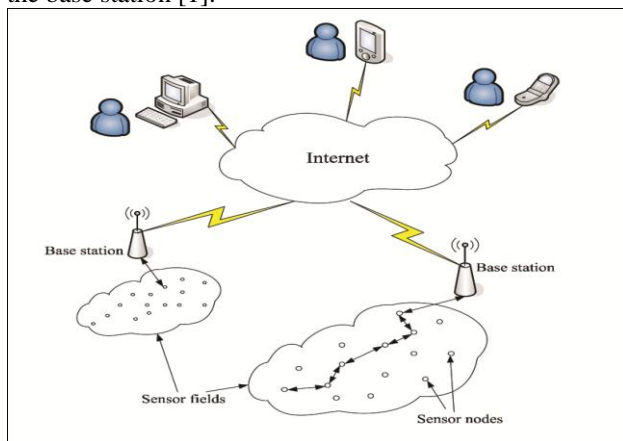 the base station [1].
Internet
Base station
Base station
Sensor fields
Sensor nodes